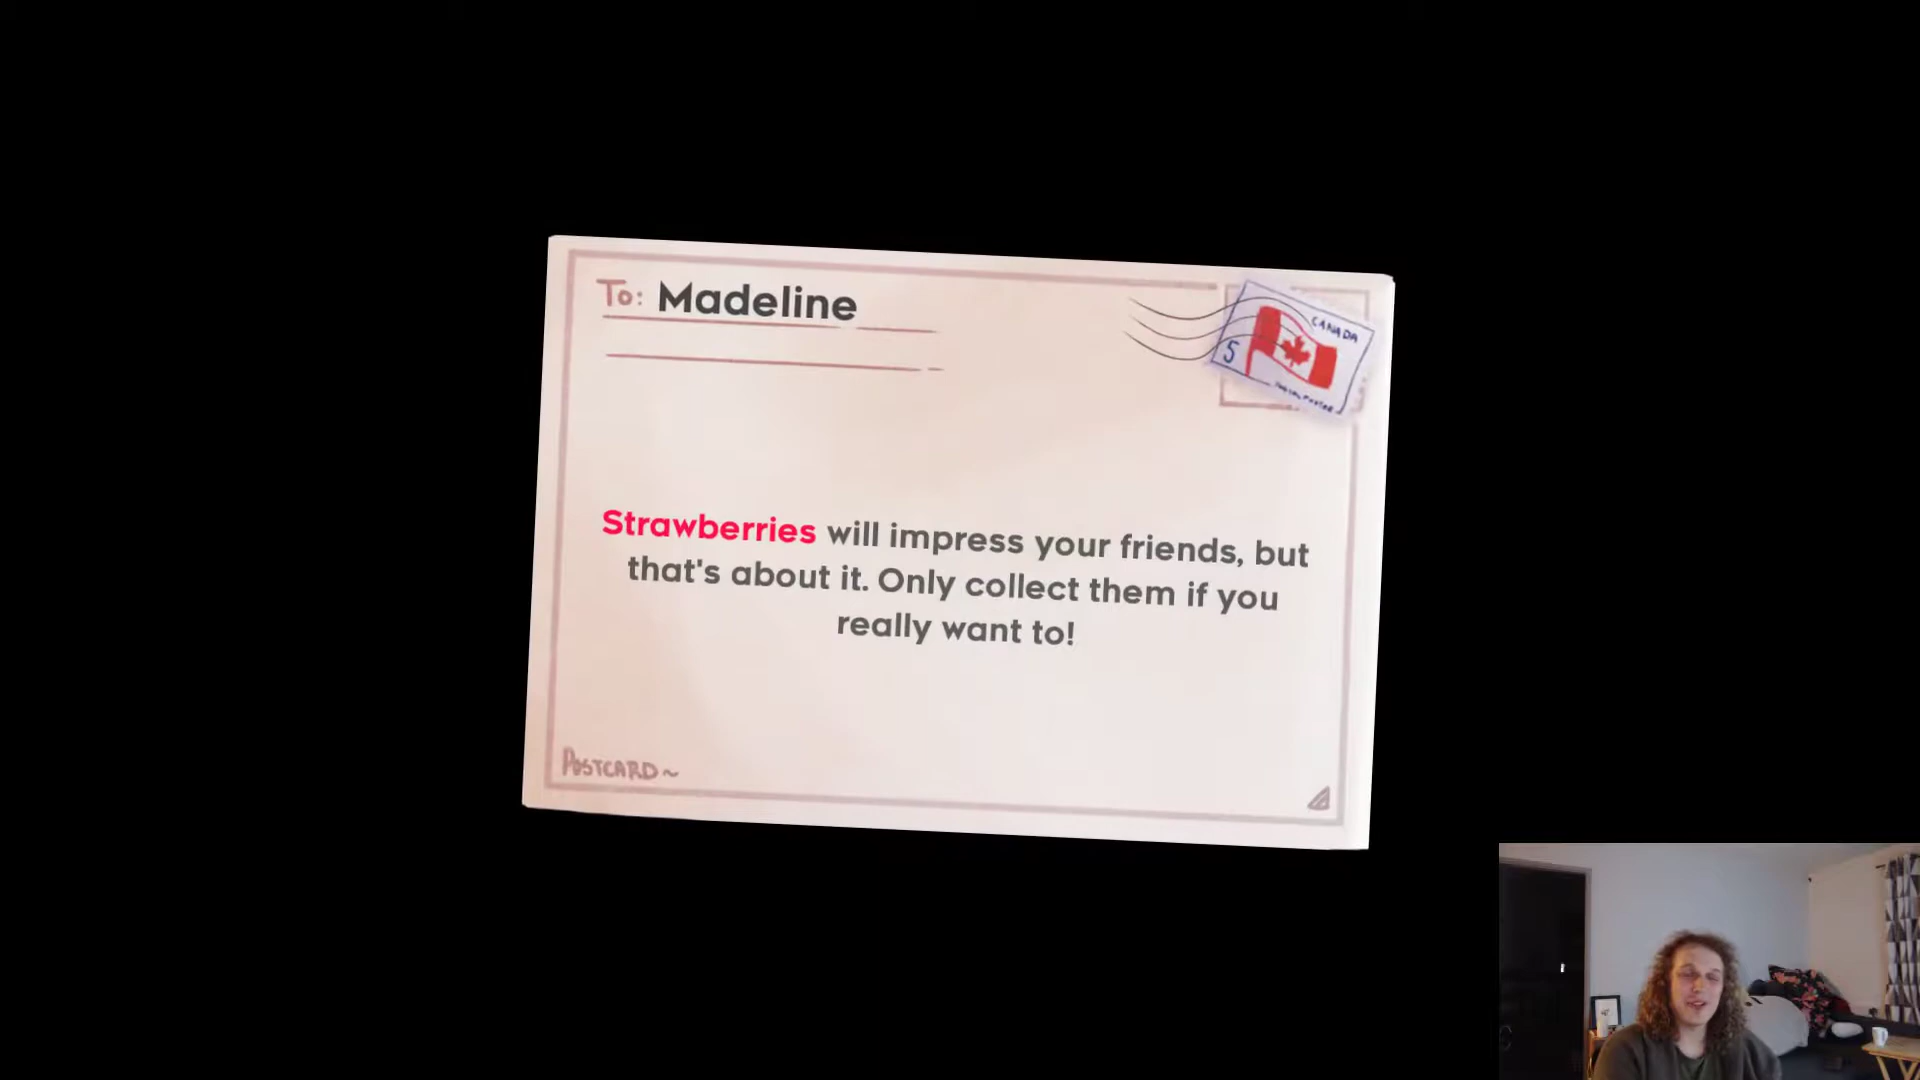 To: Madeline
CANADA
5
Strawberries will impress your friends, but
that's about it. Only collect them if you
really want to!
POSTCARD~